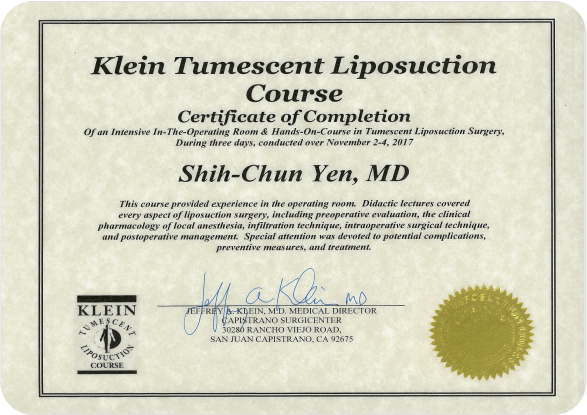 Klein Tumescent Liposuction
Course
Certificate of Completion
Of an Intensive In-The-Operating Room & Hands-On-Course in Tumescent Liposuction Surgery,
During three days, conducted over November 2-4, 2017
Shih-Chun Yen, MD
This course provided experience in the operating room. Didactic lectures covered
every aspect of liposuction surgery, including preoperative evaluation, the clinical
pharmacology of local anesthesia, infiltration technique, intraoperative surgical technique,
and postoperative management. Special attention was devoted to potential complications,
preventive measures, and treatment.
Jeff A Klein MD
JEFFREY A. KLEIN, M.D. MEDICAL DIRECTOR
CAPISTRANO SURGICENTER
30280 RANCHO VIEJO ROAD,
SAN JUAN CAPISTRANO, CA 92675
KLEIN
TUMESCENT
LIPOSUCTION
COURSE